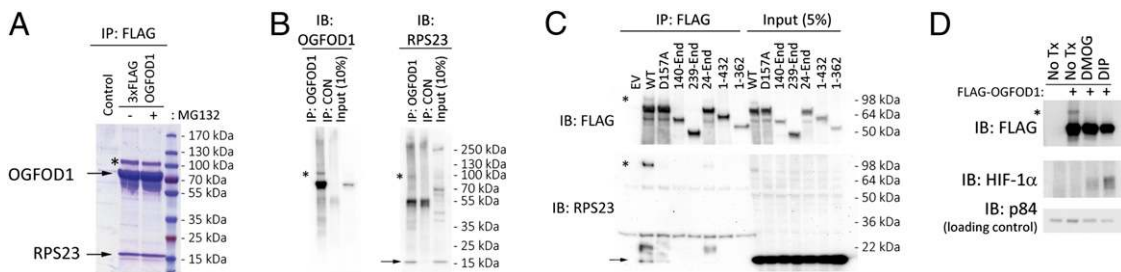 A
IP: FLAG
Control
3xFLAG
OGFOD1
- + : MG132
- 170 kDa
- 130 kDa
* - 100 kDa
OGFOD1
- 70 kDa
- 55 kDa
- 35 kDa
- 25 kDa
RPS23
- 15 kDa
B
IB:
OGFOD1
IB:
RPS23
IP: OGFOD1
IP: CON
Input (10%)
IP: OGFOD1
IP: CON
Input (10%)
- 250 kDa
- 130 kDa
* * - 100 kDa
- 70 kDa
- 55 kDa
- 35 kDa
- 25 kDa
- 15 kDa
C
IP: FLAG
Input (5%)
EV
WT
D157A
140-End
239-End
24-End
1-432
1-362
WT
D157A
140-End
239-End
24-End
1-432
1-362
* - 98 kDa
IB: FLAG
- 64 kDa
- 50 kDa
* - 98 kDa
- 64 kDa
- 50 kDa
IB: RPS23
- 36 kDa
- 22 kDa
- 16 kDa
D
No Tx
No Tx
DMOG
DIP
FLAG-OGFOD1: + + +
*
IB: FLAG
IB: HIF-1α
IB: p84
(loading control)